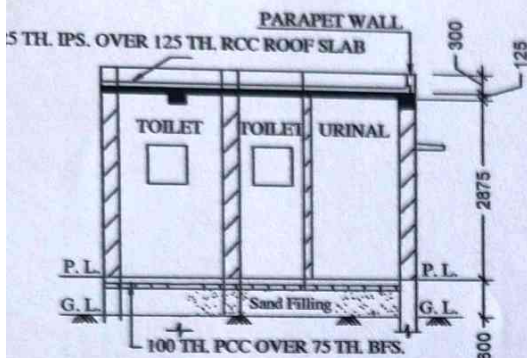 PARAPET WALL
5 TH. IPS. OVER 125 TH. RCC ROOF SLAB
300
125
TOILET TOILET URINAL
2875
P. L. P. L.
G. L. Sand Filling G. L.
100 TH. PCC OVER 75 TH. BFS.